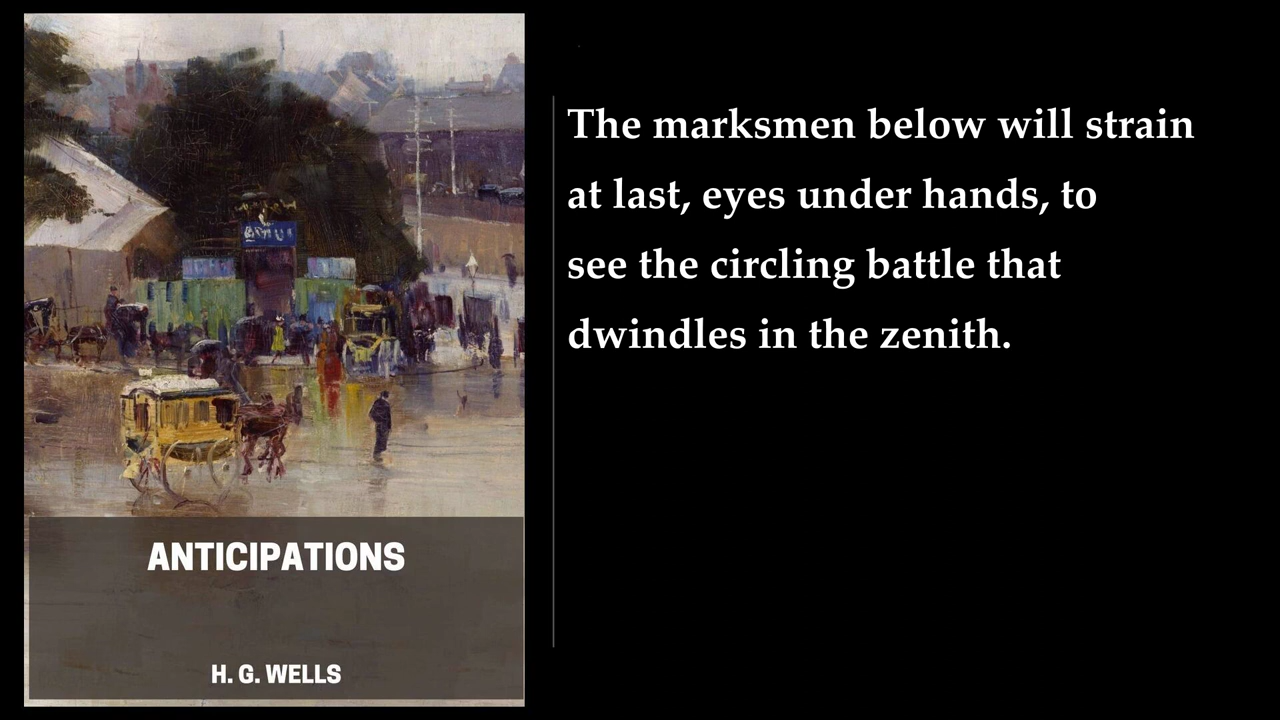 The marksmen below will strain
at last, eyes under hands, to
see the circling battle that
dwindles in the zenith.
ANTICIPATIONS
H. G. WELLS